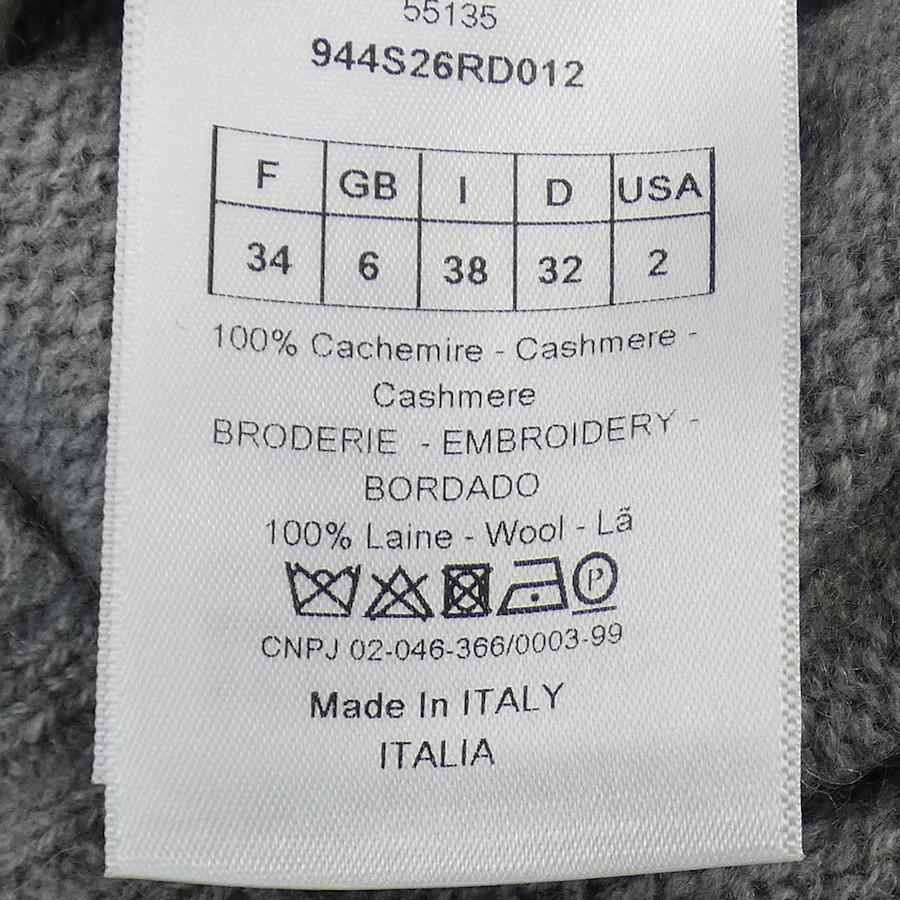 55135
944S26RD012
F GB I D USA
34 6 38 32 2
100% Cachemire - Cashmere -
Cashmere
BRODERIE - EMBROIDERY -
BORDADO
100% Laine - Wool - Lã
P
CNPJ 02-046-366/0003-99
Made In ITALY
ITALIA